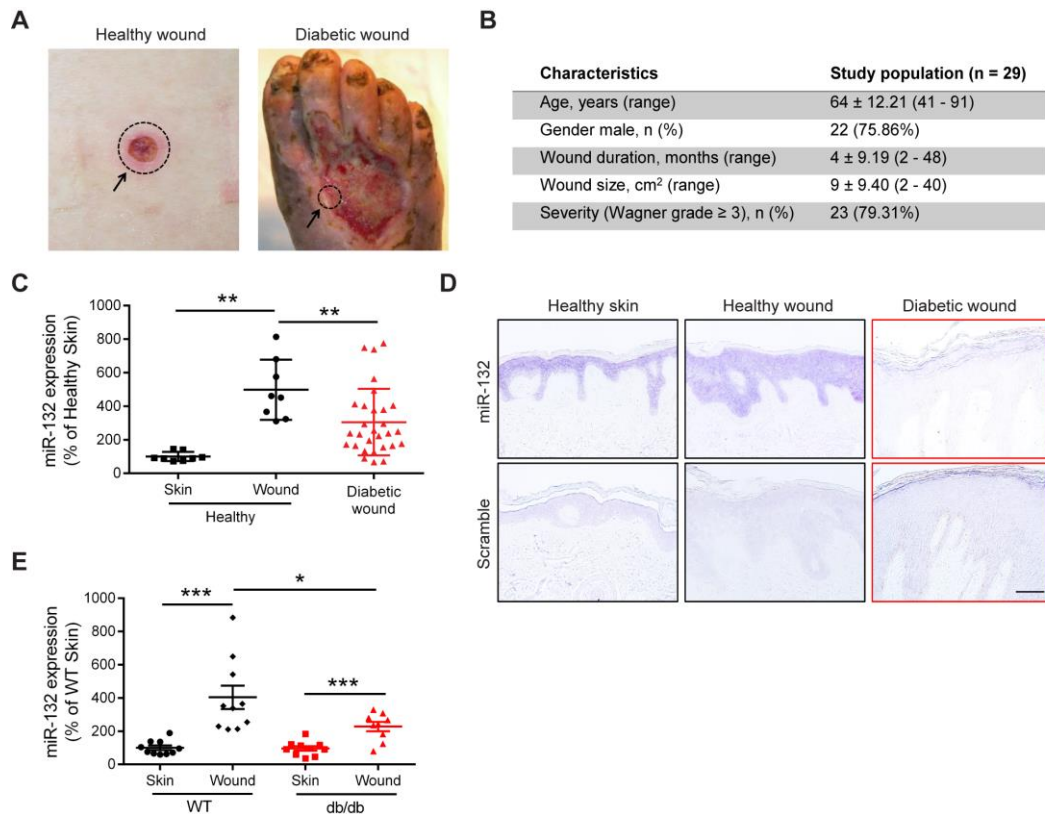 A
Healthy wound
Diabetic wound
B
Characteristics Study population (n = 29)
Age, years (range) 64 ± 12.21 (41 - 91)
Gender male, n (%) 22 (75.86%)
Wound duration, months (range) 4 ± 9.19 (2 - 48)
Wound size, cm² (range) 9 ± 9.40 (2 - 40)
Severity (Wagner grade ≥ 3), n (%) 23 (79.31%)
C
miR-132 expression
(% of Healthy Skin)
1000
800
600
400
200
0
**
**
Skin
Wound
Diabetic
wound
Healthy
D
Healthy skin
Healthy wound
Diabetic wound
miR-132
Scramble
E
miR-132 expression
(% of WT Skin)
1000
800
600
400
200
0
***
*
***
Skin
Wound
Skin
Wound
WT
db/db